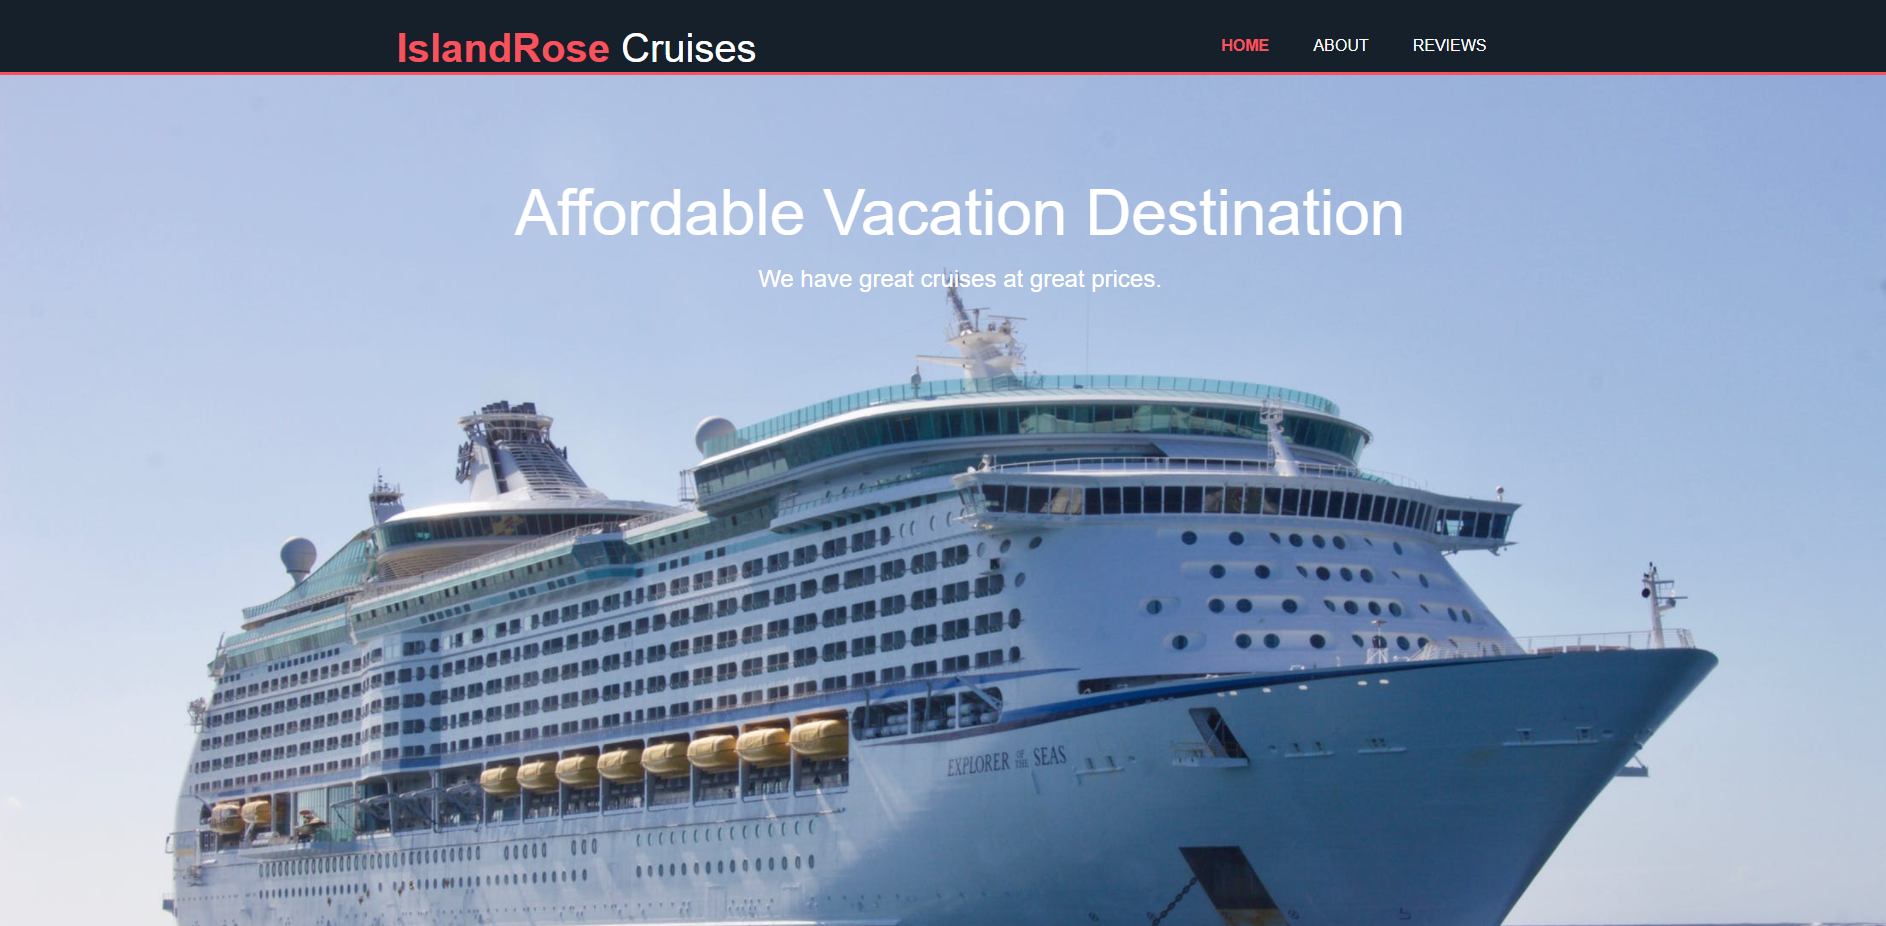 IslandRose Cruises
HOME ABOUT REVIEWS
Affordable Vacation Destination
We have great cruises at great prices.
EXPLORER OF THE SEAS